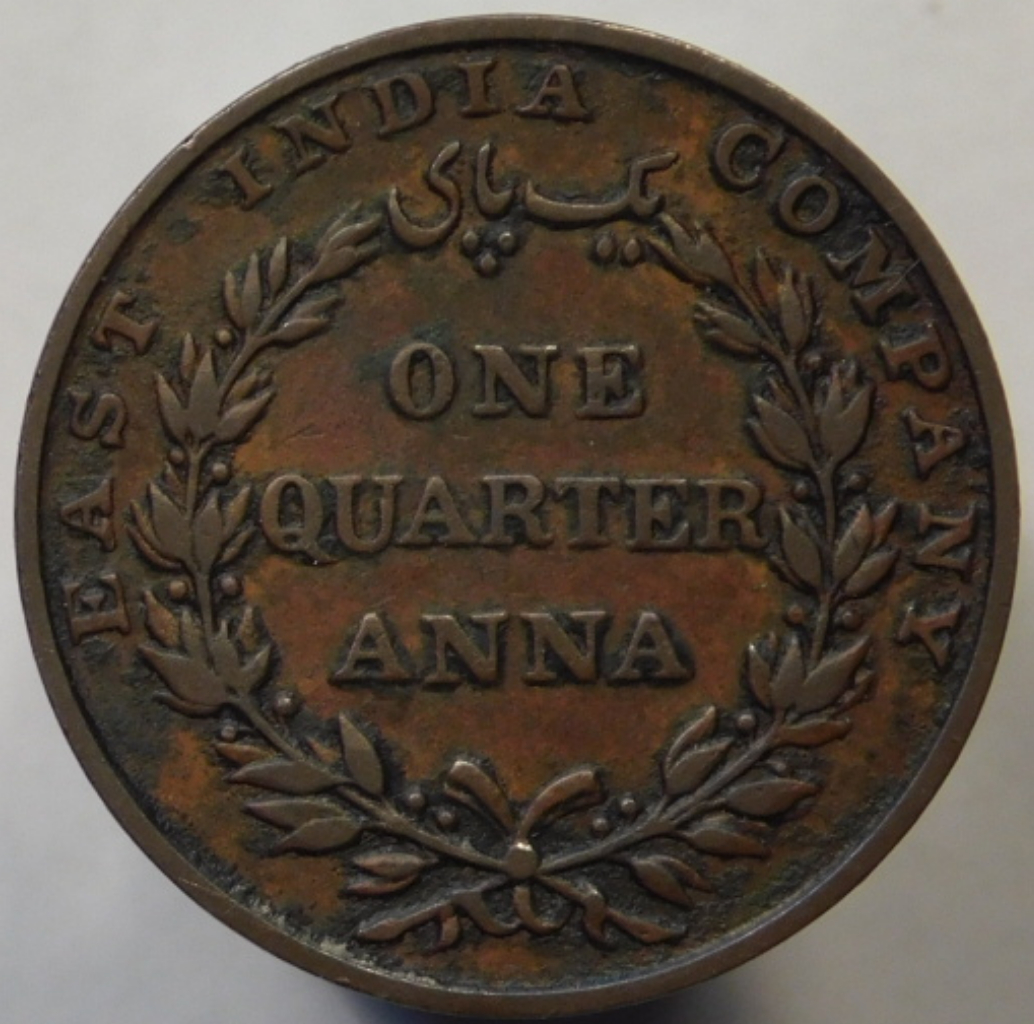 EAST INDIA COMPANY
یک پای
ONE
QUARTER
ANNA